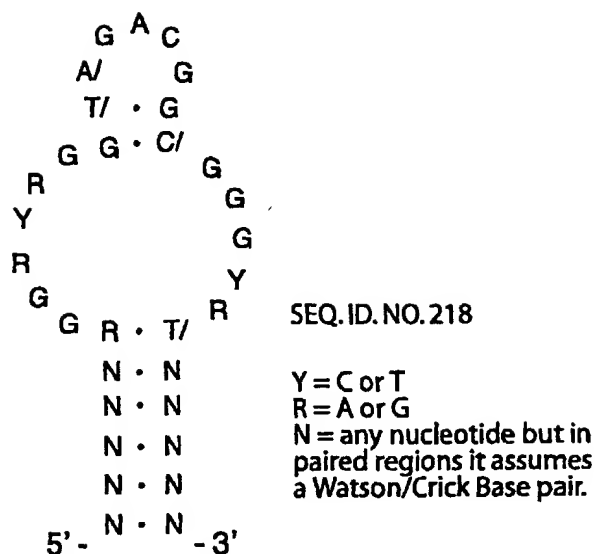 G A C
A/ G
T/ · G
G G · C/ G
R G
Y G
R Y
G R
G R · T/
N · N
N · N
N · N
N · N
5'- N · N -3'
SEQ. ID. NO. 218
Y = C or T
R = A or G
N = any nucleotide but in
paired regions it assumes
a Watson/Crick Base pair.